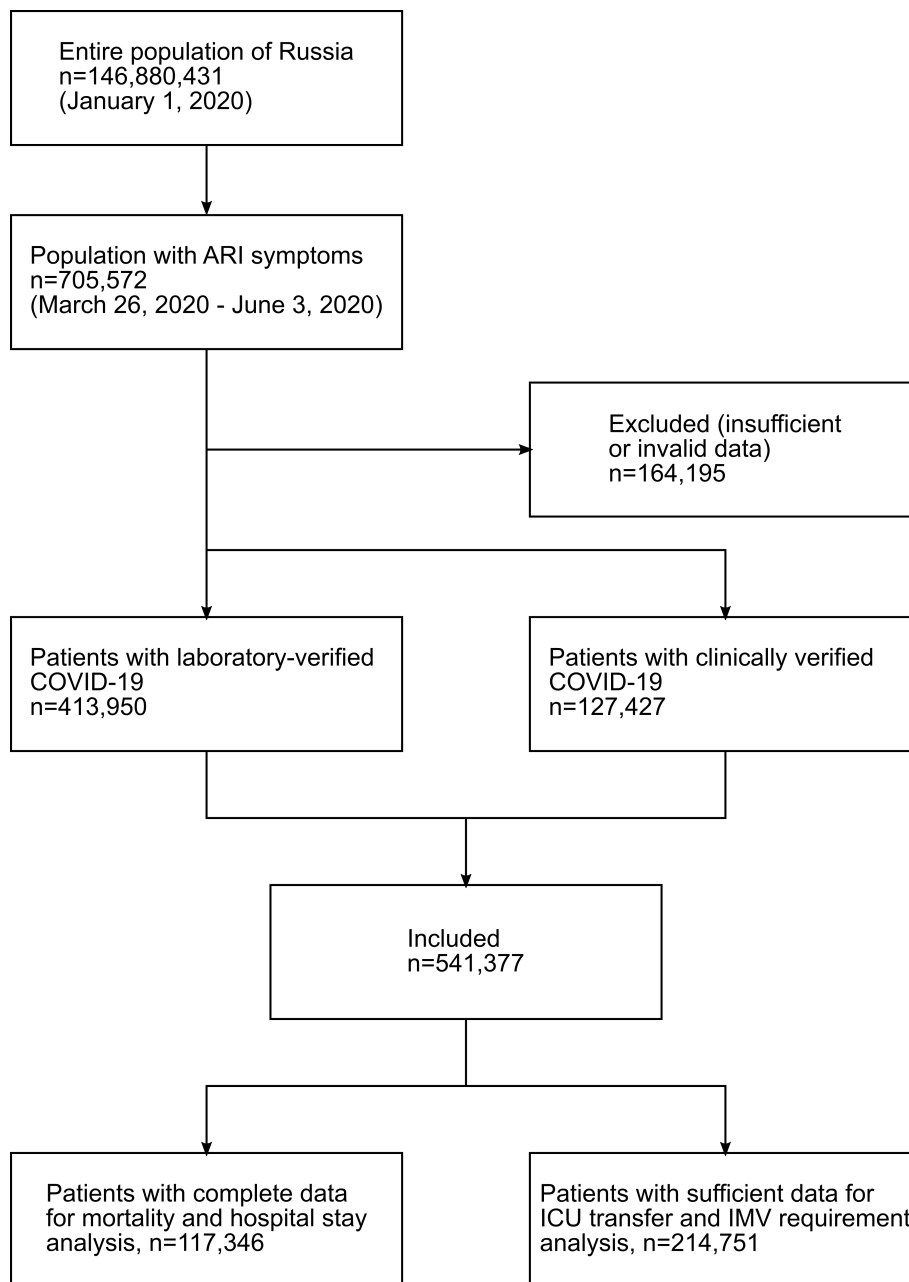 Entire population of Russia
n=146,880,431
(January 1, 2020)
Population with ARI symptoms
n=705,572
(March 26, 2020 - June 3, 2020)
Excluded (insufficient
or invalid data)
n=164,195
Patients with laboratory-verified
COVID-19
n=413,950
Patients with clinically verified
COVID-19
n=127,427
Included
n=541,377
Patients with complete data
for mortality and hospital stay
analysis, n=117,346
Patients with sufficient data for
ICU transfer and IMV requirement
analysis, n=214,751